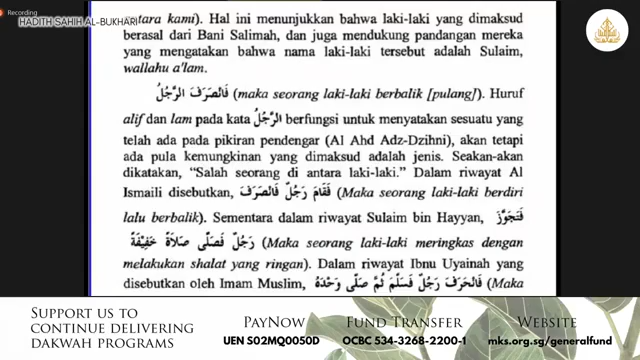 Recording
HADITH SAHIH AL-BUKHARI
antara kami). Hal ini menunjukkan bahwa laki-laki yang dimaksud
berasal dari Bani Salimah, dan juga mendukung pandangan mereka
yang mengatakan bahwa nama laki-laki tersebut adalah Sulaim,
wallahu a'lam.
فَانْصَرَفَ الرَّجُلُ (maka seorang laki-laki berbalik [pulang]). Huruf
alif dan lam pada kata الرَّجُلُ berfungsi untuk menyatakan sesuatu yang
telah ada pada pikiran pendengar (Al Ahd Adz-Dzihni), akan tetapi
ada pula kemungkinan yang dimaksud adalah jenis. Seakan-akan
dikatakan, "Salah seorang di antara laki-laki." Dalam riwayat Al
Ismaili disebutkan, فَقَامَ رَجُلٌ فَانْصَرَفَ (Maka seorang laki-laki berdiri
lalu berbalik). Sementara dalam riwayat Sulaim bin Hayyan, فَتَجَوَّزَ
رَجُلٌ فَصَلَّى صَلاَةً خَفِيْفَةً (Maka seorang laki-laki meringkas dengan
melakukan shalat yang ringan). Dalam riwayat Ibnu Uyainah yang
disebutkan oleh Imam Muslim, فَانْحَرَفَ رَجُلٌ فَسَلَّمَ ثُمَّ صَلَّى وَحْدَهُ (Maka
SUPPORT US TO
CONTINUE DELIVERING
DAKWAH PROGRAMS
PAYNOW
UEN S02MQ0050D
FUND TRANSFER
OCBC 534-3268-2200-1
WEBSITE
mks.org.sg/generalfund